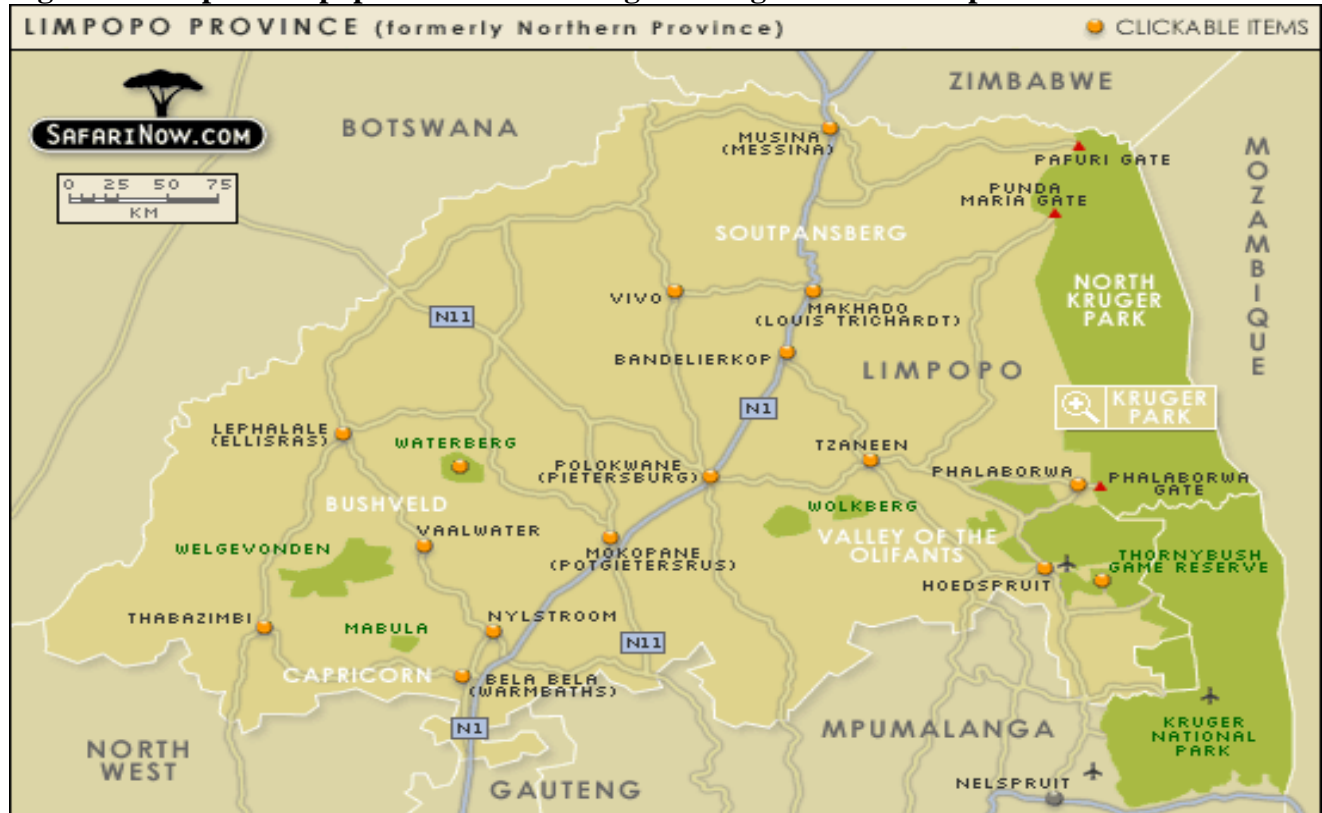 LIMPOPO PROVINCE (formerly Northern Province)
CLICKABLE ITEMS
ZIMBABWE
BOTSWANA
SAFARINOW.COM
0 25 50 75
KM
MUSINA
(MESSINA)
PAFURI GATE
PUNDA
MARIA GATE
MOZAMBIQUE
SOUTPANSBERG
NORTH
KRUGER
PARK
VIVO
MAKHADO
(LOUIS TRICHARDT)
N11
BANDELIERKOP
LIMPOPO
N1
KRUGER
PARK
LEPHALALE
(ELLISRAS)
WATERBERG
TZANEEN
POLOKWANE
(PIETERSBURG)
PHALABORWA
PHALABORWA
GATE
BUSHVELD
WOLKBERG
VAALWATER
VALLEY OF THE
OLIFANTS
WELGEVONDEN
MOKOPANE
(POTGIETERSRUS)
THORNYBUSH
GAME RESERVE
HOEDSPRUIT
THABAZIMBI
MABULA
NYLSTROOM
N11
CAPRICORN
BELA BELA
(WARMBATHS)
N1
MPUMALANGA
KRUGER
NATIONAL
PARK
NORTH
WEST
GAUTENG
NELSPRUIT